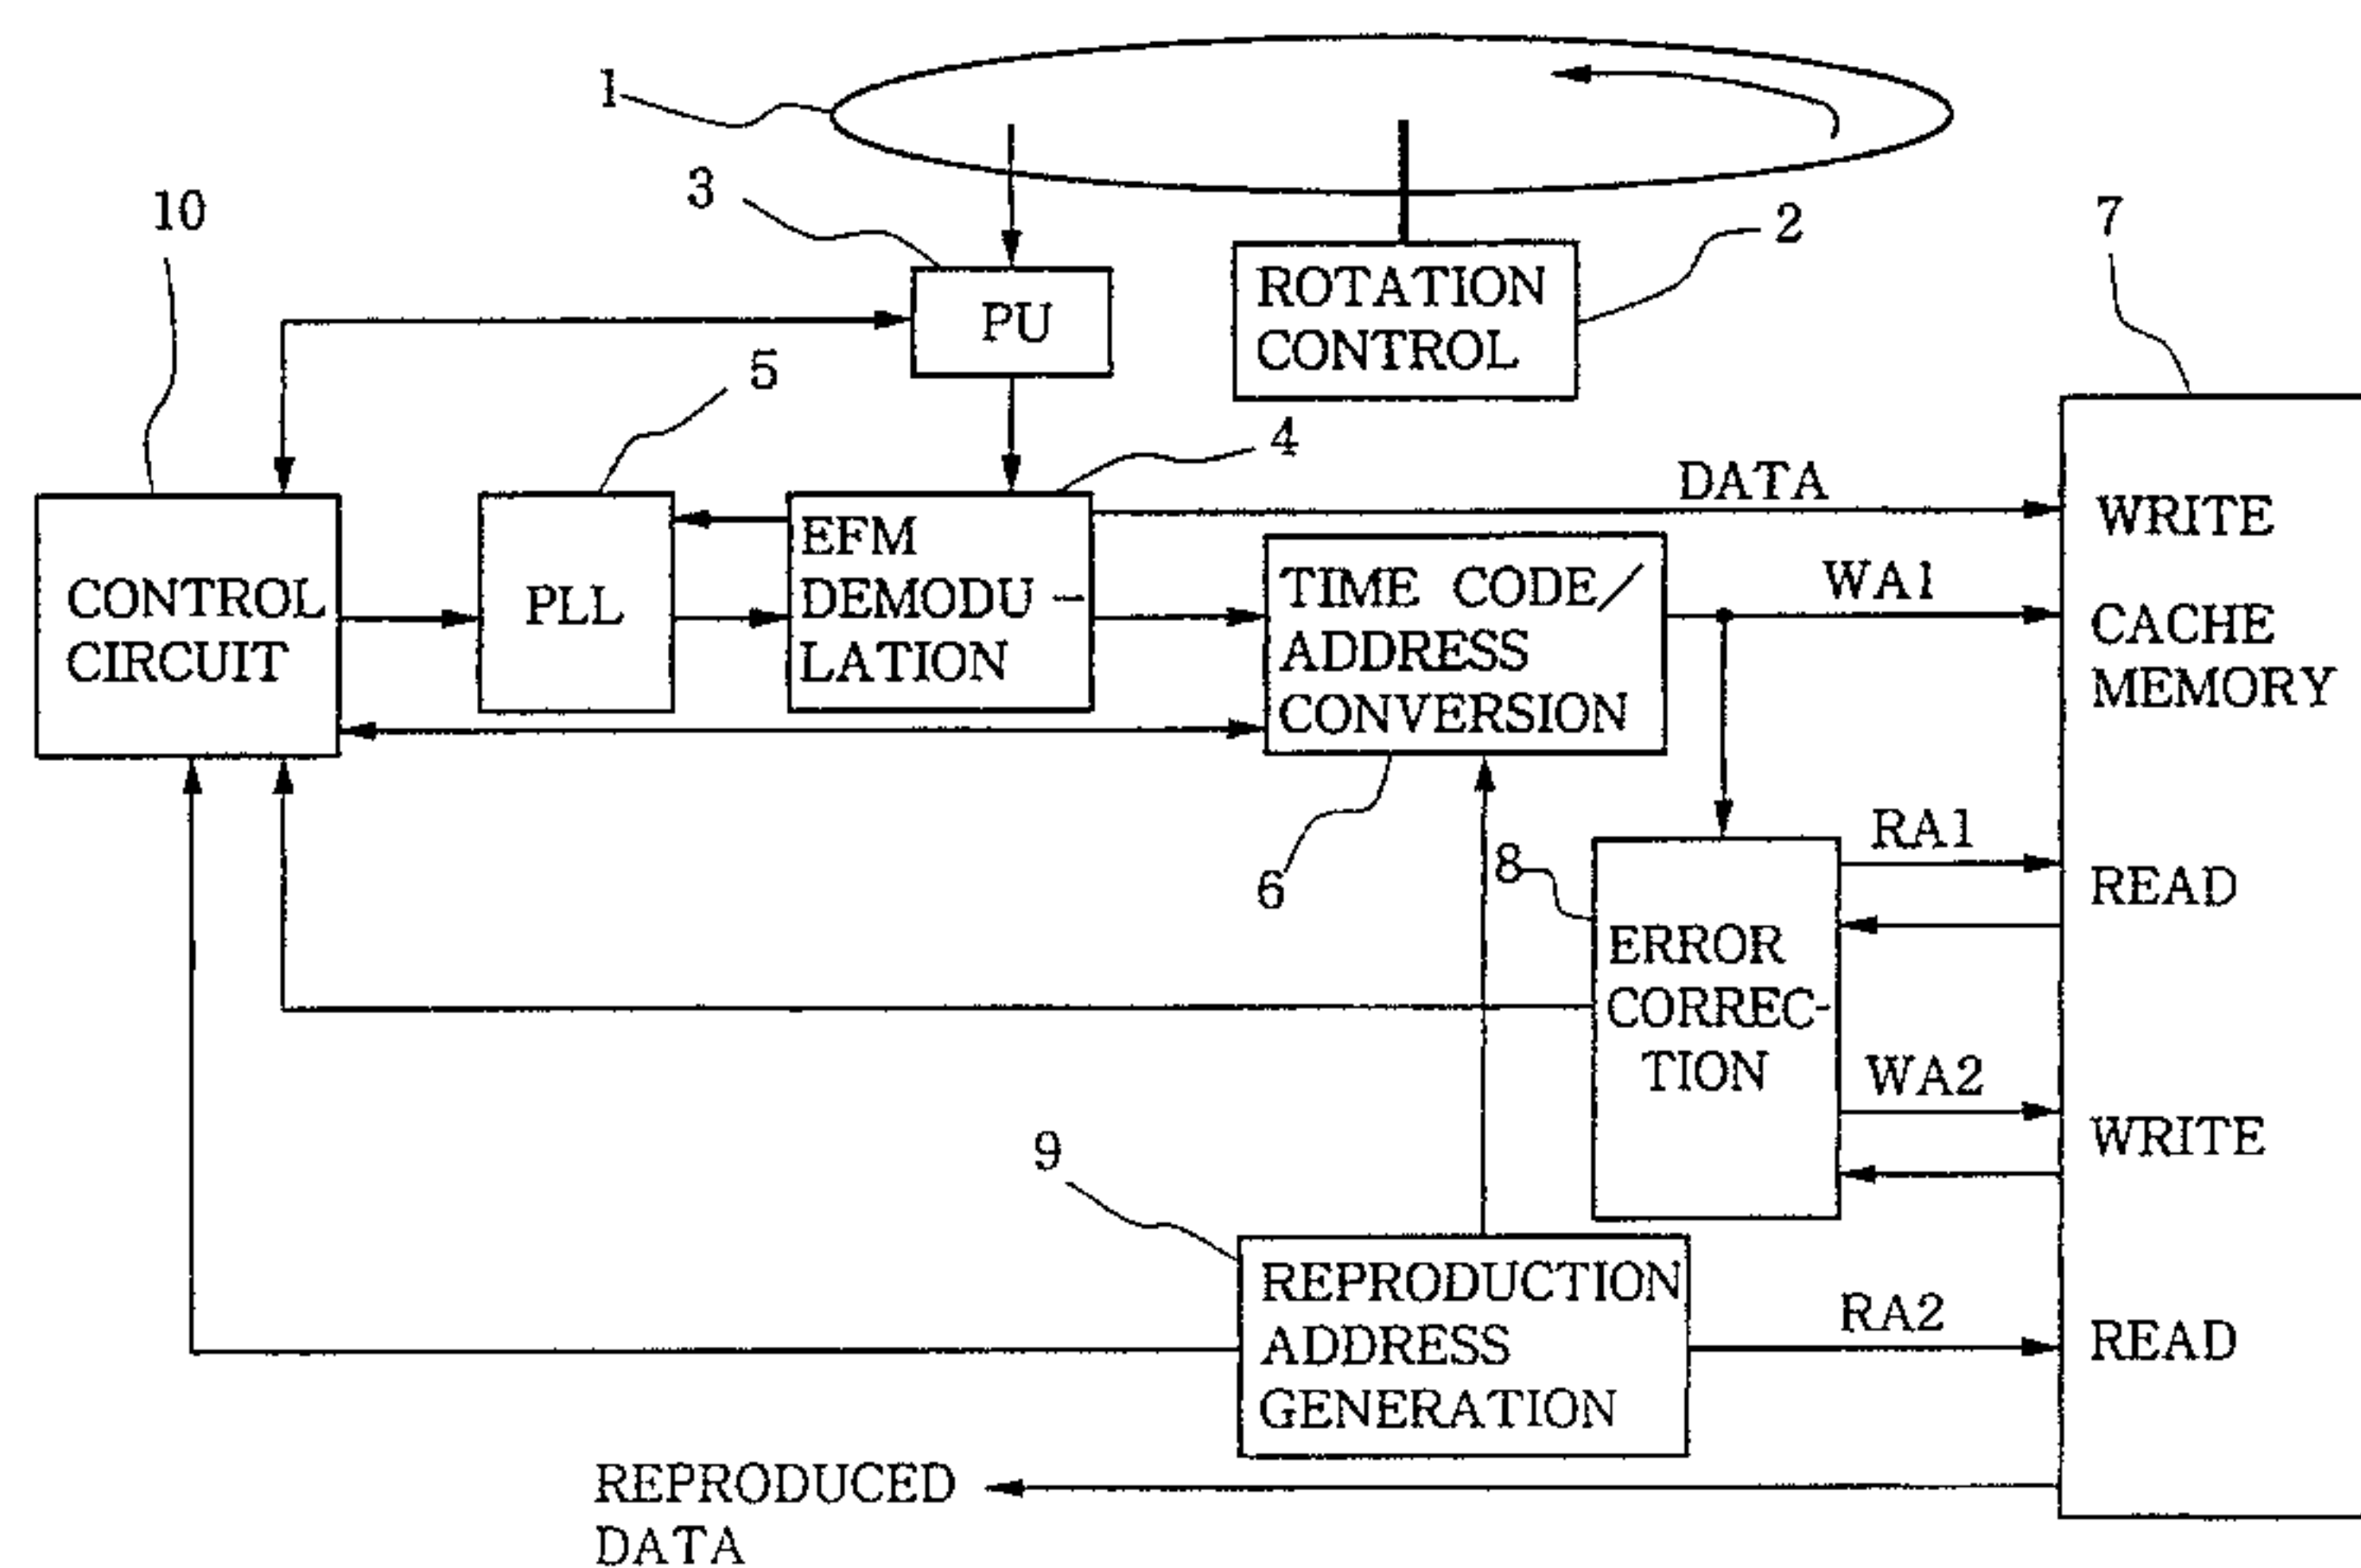 1
3
10
2
7
ROTATION
CONTROL
PU
5
4
DATA
WRITE
EFM
DEMODU -
LATION
CONTROL
CIRCUIT
PLL
TIME CODE/
ADDRESS
CONVERSION
WA1
CACHE
MEMORY
6
8
RA1
READ
ERROR
CORREC-
TION
WA2
WRITE
9
REPRODUCTION
ADDRESS
GENERATION
RA2
READ
REPRODUCED
DATA